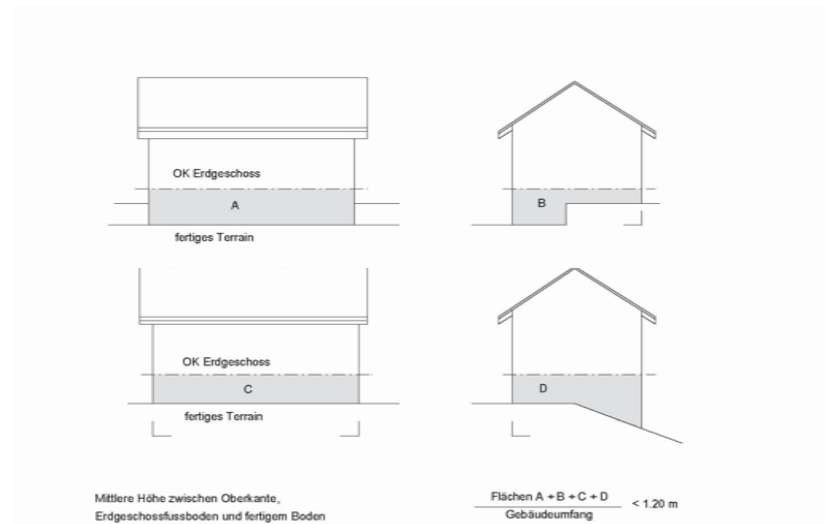 OK Erdgeschoss
A
B
fertiges Terrain
OK Erdgeschoss
C
D
fertiges Terrain
Mittlere Höhe zwischen Oberkante,
Erdgeschossfussboden und fertigem Boden
Flächen A + B + C + D
Gebäudeumfang
< 1.20 m